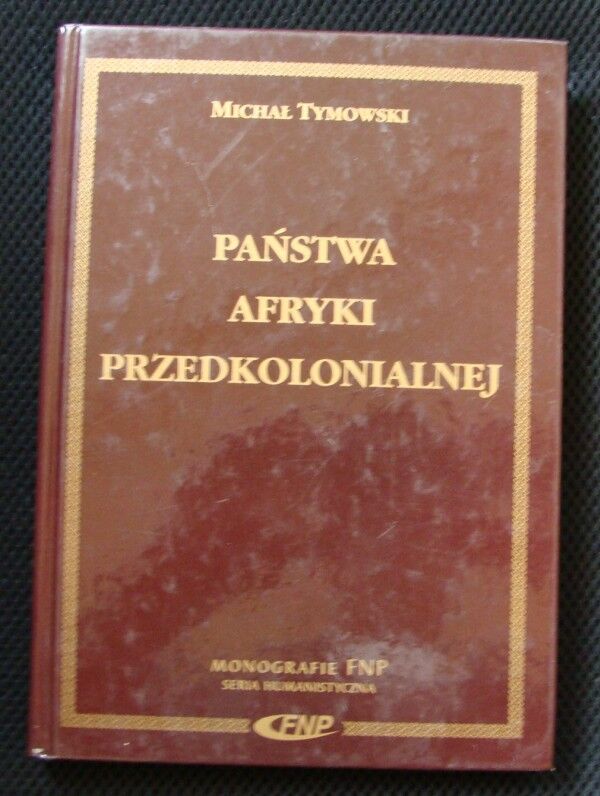 Michał Tymowski
PAŃSTWA
AFRYKI
PRZEDKOLONIALNEJ
MONOGRAFIE FNP
SERIA HUMANISTYCZNA
FNP